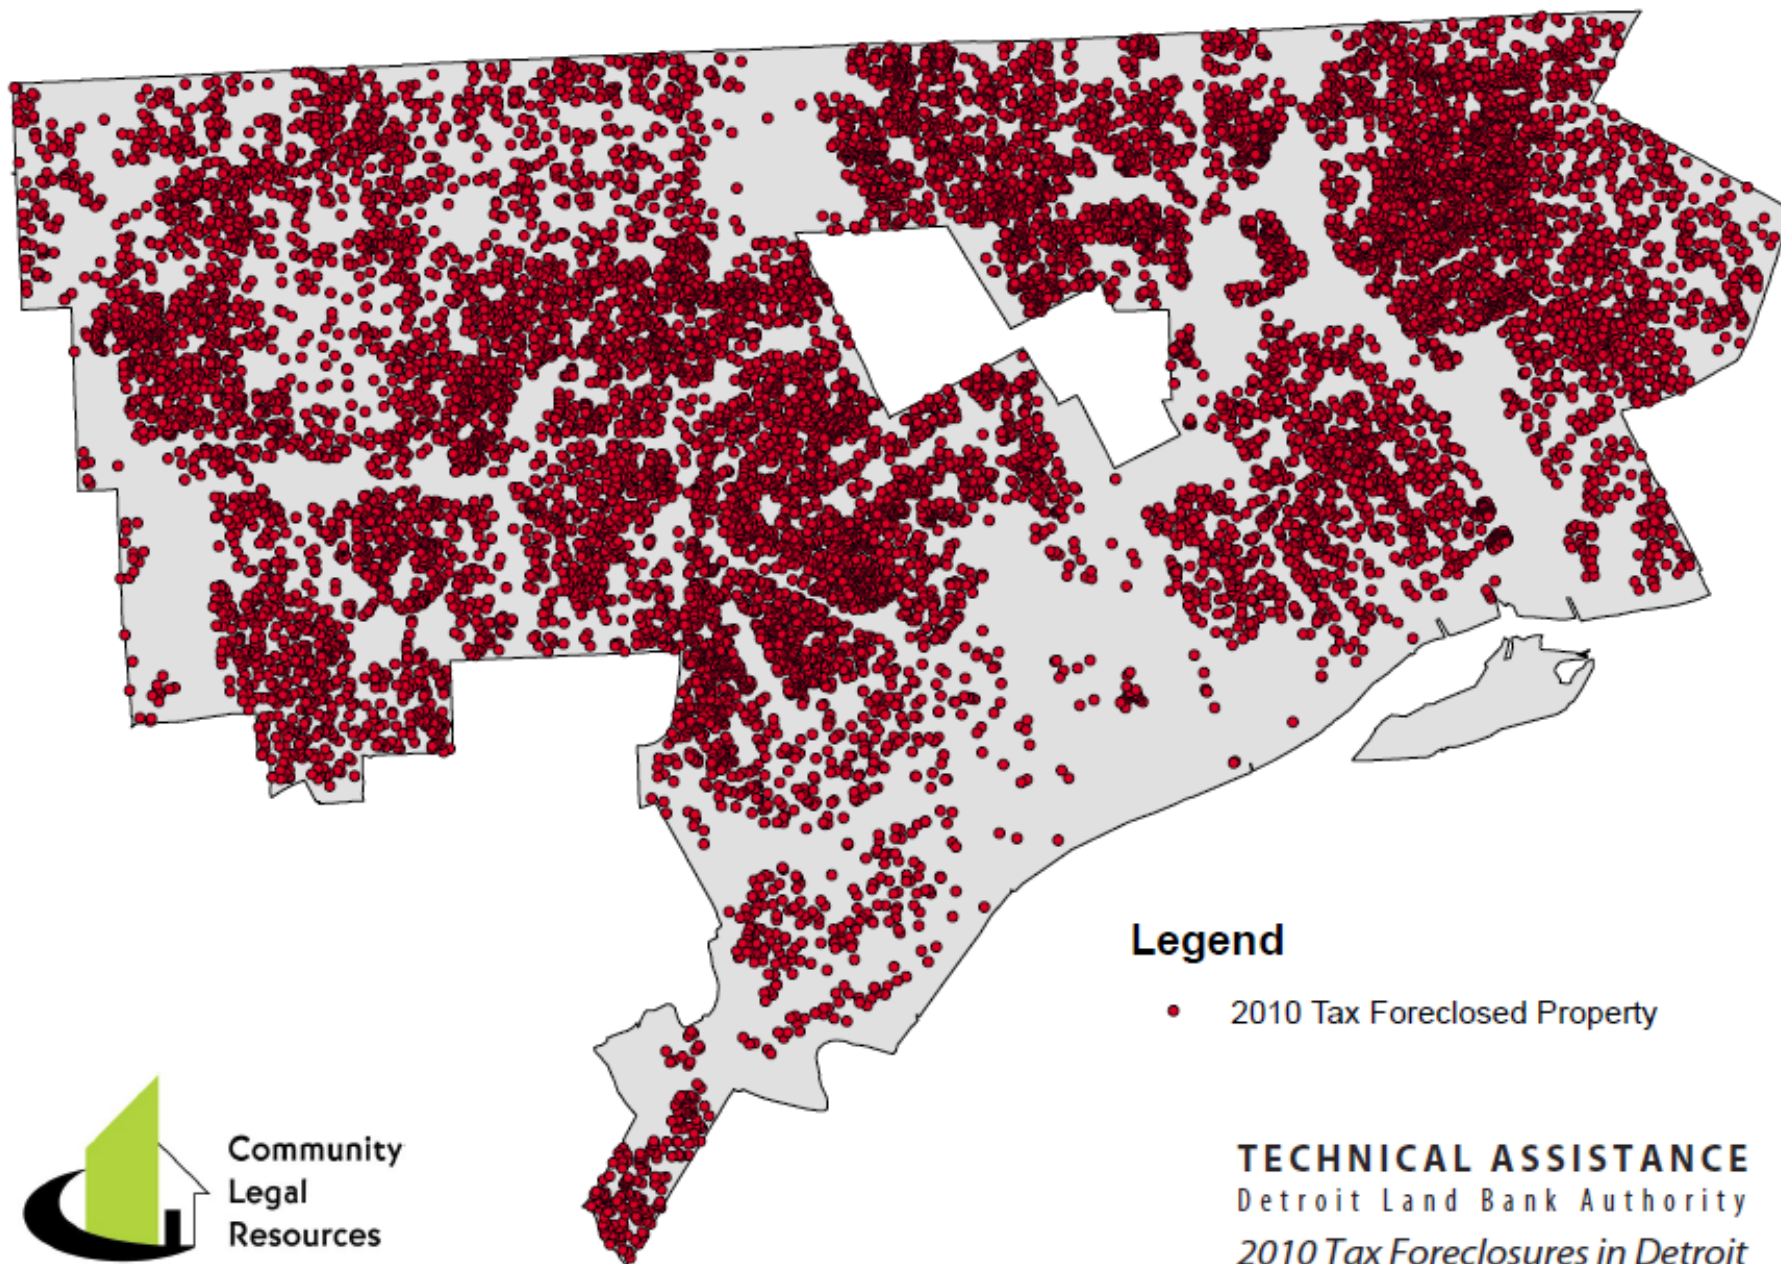 Legend
2010 Tax Foreclosed Property
Community
Legal
Resources
TECHNICAL ASSISTANCE
Detroit Land Bank Authority
2010 Tax Foreclosures in Detroit